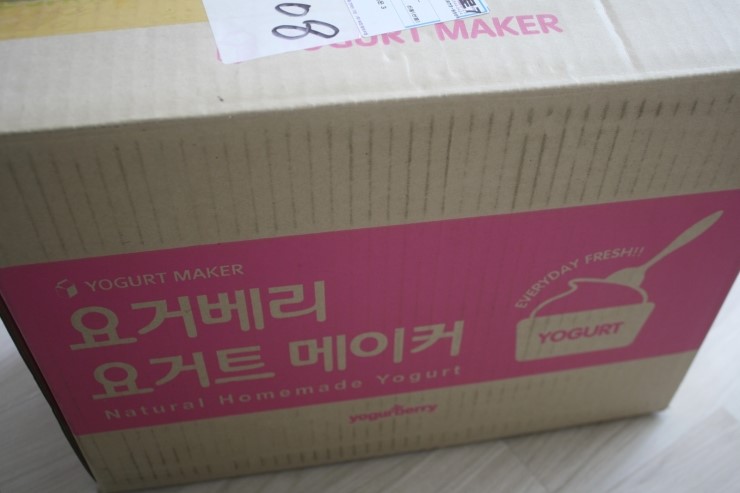 08
YOGURT MAKER
YOGURT MAKER
요거베리
요거트 메이커
Natural Homemade Yogurt
EVERYDAY FRESH!!
YOGURT
yogurberry